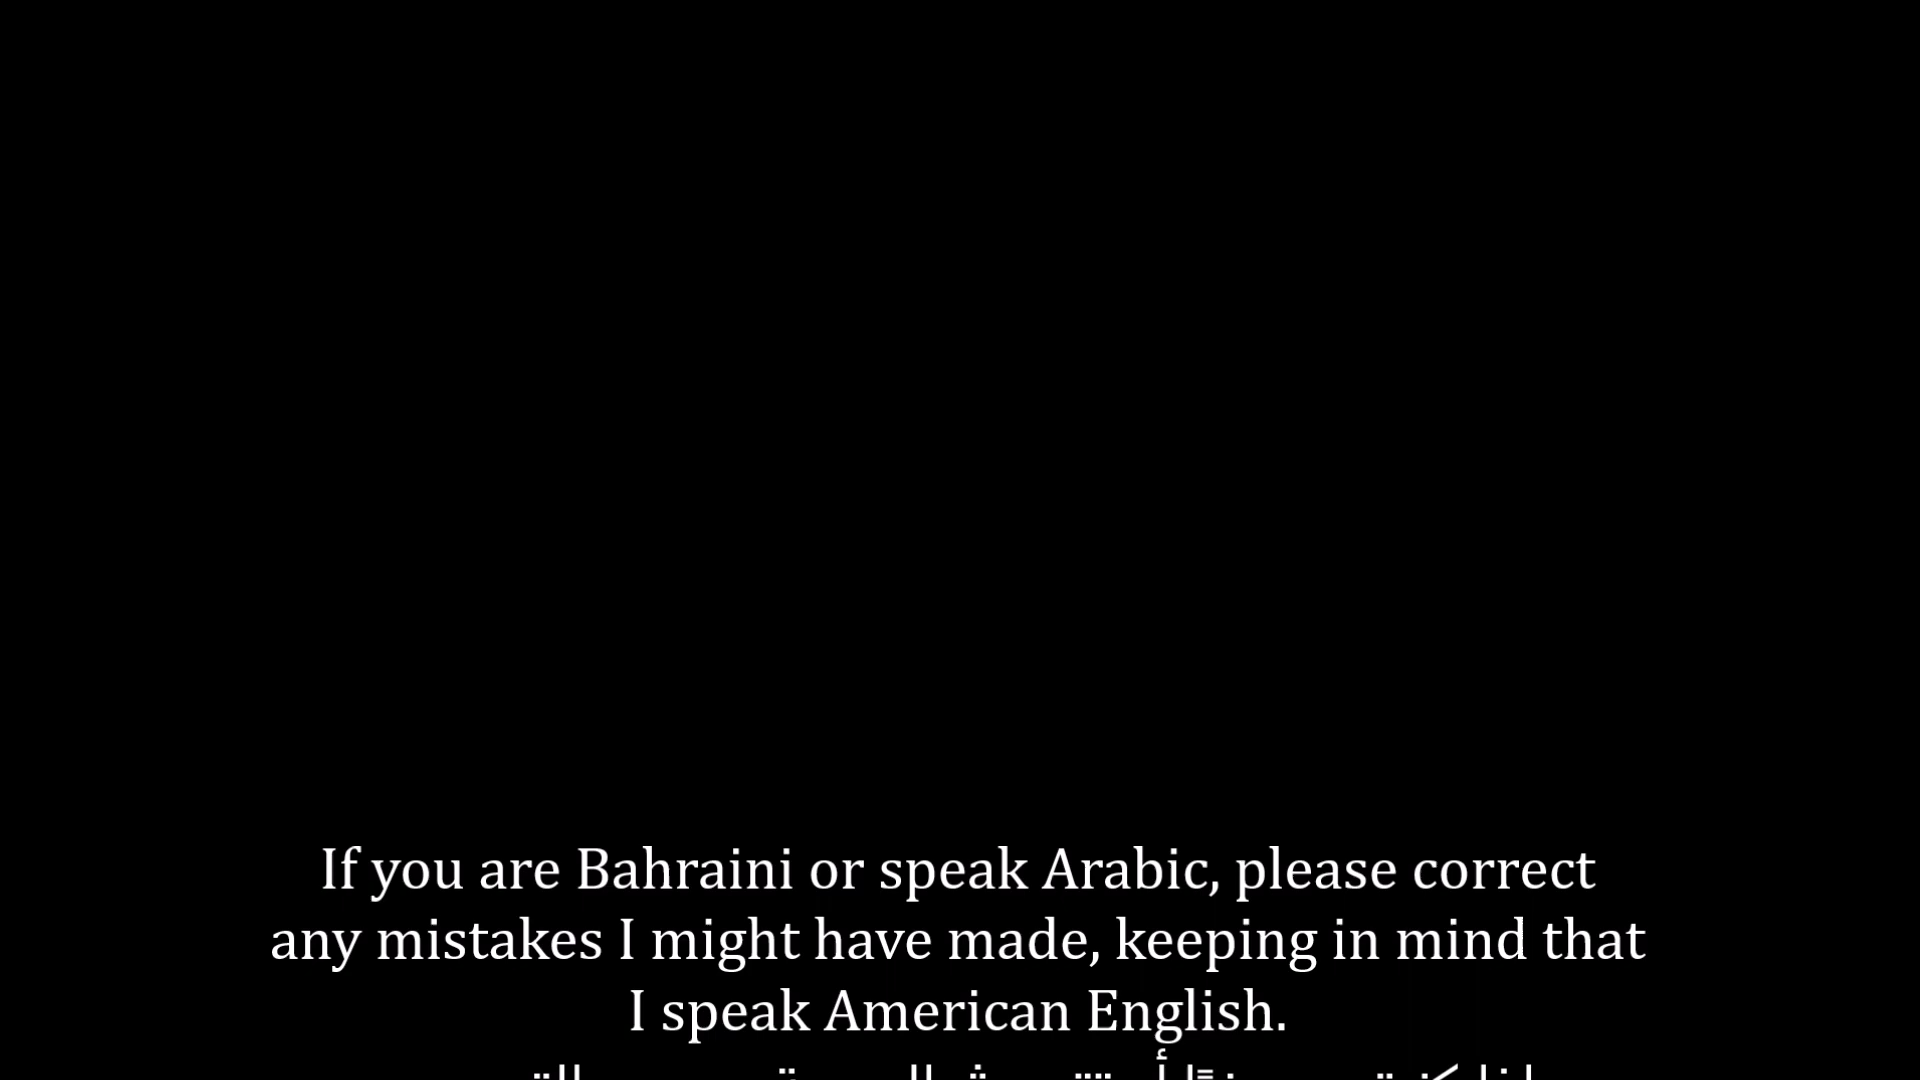 If you are Bahraini or speak Arabic, please correct
any mistakes I might have made, keeping in mind that
I speak American English.